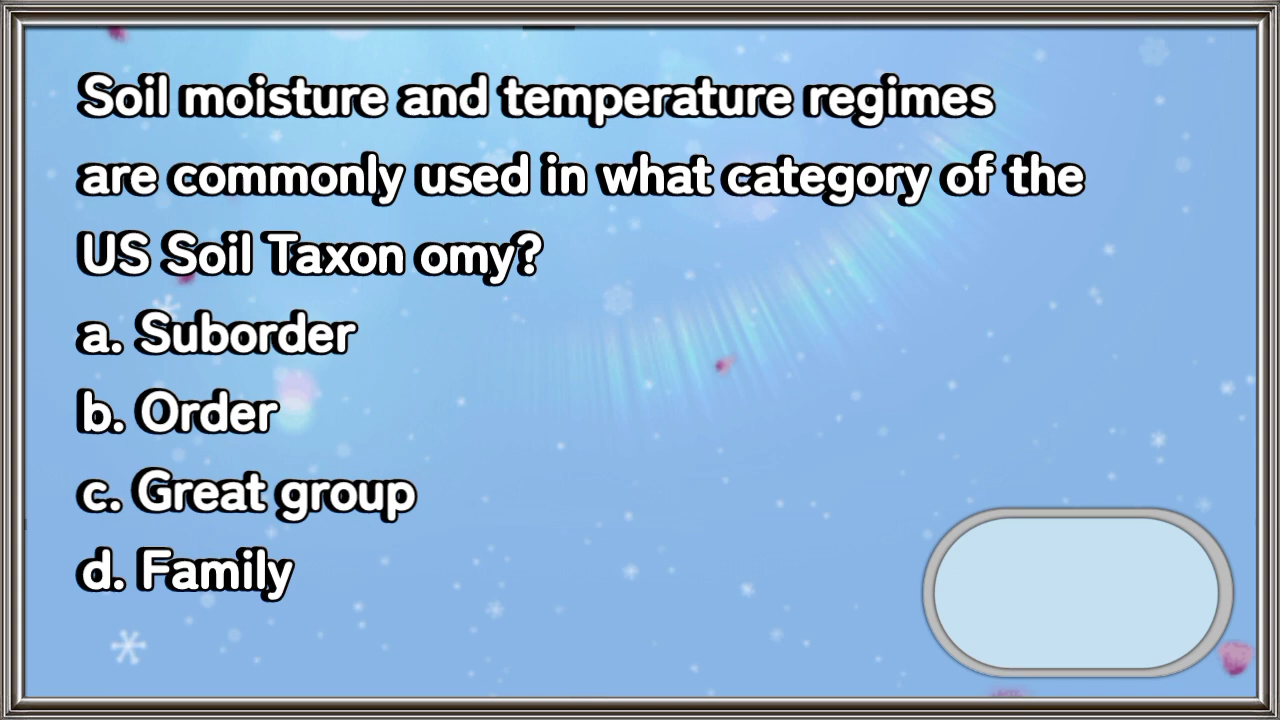 Soil moisture and temperature regimes
are commonly used in what category of the
US Soil Taxon omy?
a. Suborder
b. Order
c. Great group
d. Family